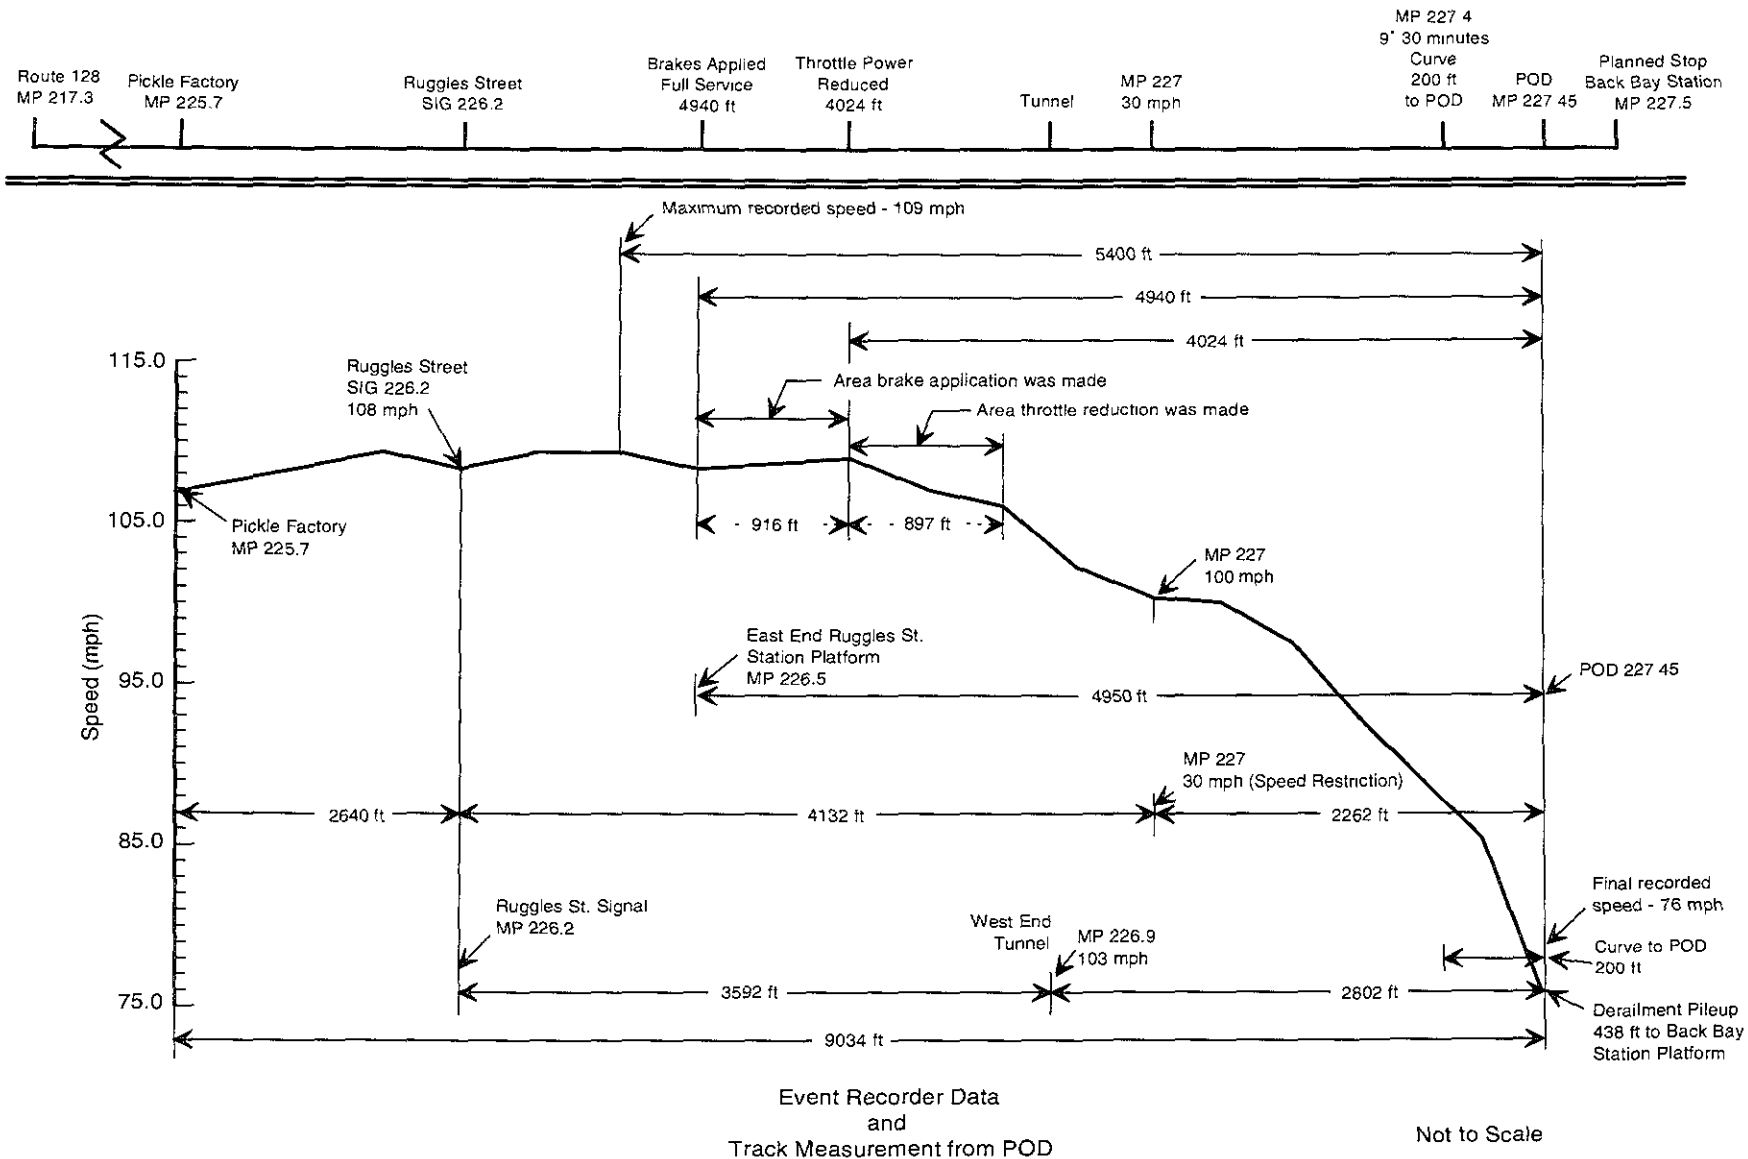 Route 128
MP 217.3
Pickle Factory
MP 225.7
Ruggles Street
SIG 226.2
Brakes Applied
Full Service
4940 ft
Throttle Power
Reduced
4024 ft
Tunnel
MP 227
30 mph
MP 227 4
9° 30 minutes
Curve
200 ft
to POD
POD
MP 227 45
Planned Stop
Back Bay Station
MP 227.5
Maximum recorded speed - 109 mph
5400 ft
4940 ft
4024 ft
115.0
105.0
95.0
85.0
75.0
Speed (mph)
Ruggles Street
SIG 226.2
108 mph
Area brake application was made
Area throttle reduction was made
Pickle Factory
MP 225.7
916 ft
897 ft
MP 227
100 mph
East End Ruggles St.
Station Platform
MP 226.5
4950 ft
POD 227 45
MP 227
30 mph (Speed Restriction)
2640 ft
4132 ft
2262 ft
Ruggles St. Signal
MP 226.2
West End
Tunnel
MP 226.9
103 mph
Final recorded
speed - 76 mph
Curve to POD
200 ft
3592 ft
2802 ft
Derailment Pileup
438 ft to Back Bay
Station Platform
9034 ft
Event Recorder Data
and
Track Measurement from POD
Not to Scale